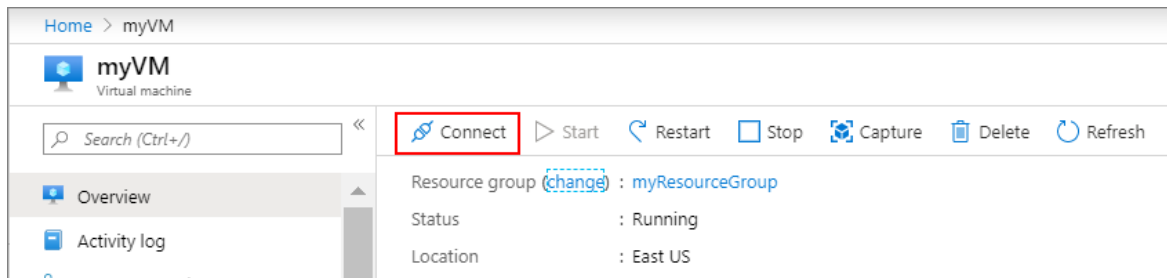 Home > myVM
myVM
Virtual machine
Search (Ctrl+/)
«
Connect Start Restart Stop Capture Delete Refresh
Overview
Activity log
Resource group (change) : myResourceGroup
Status : Running
Location : East US